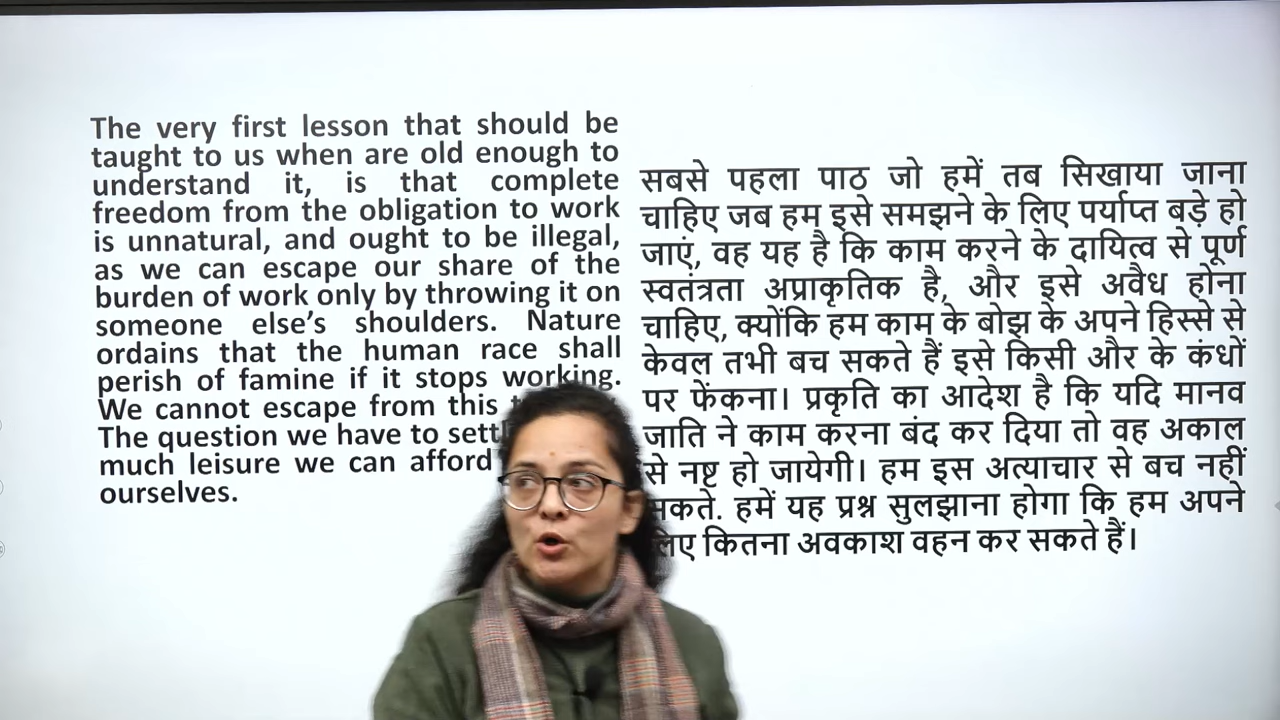 The very first lesson that should be
taught to us when are old enough to
understand it, is that complete
freedom from the obligation to work
is unnatural, and ought to be illegal,
as we can escape our share of the
burden of work only by throwing it on
someone else's shoulders. Nature
ordains that the human race shall
perish of famine if it stops working.
We cannot escape from this
The question we have to
much leisure we can afford
ourselves.
सबसे पहला पाठ जो हमें तब सिखाया जाना
चाहिए जब हम इसे समझने के लिए पर्याप्त बड़े हो
जाएं, वह यह है कि काम करने के दायित्व से पूर्ण
स्वतंत्रता अप्राकृतिक है, और इसे अवैध होना
चाहिए, क्योंकि हम काम के बोझ के अपने हिस्से से
केवल तभी बच सकते हैं इसे किसी और के कंधों
पर फेंकना। प्रकृति का आदेश है कि यदि मानव
जाति ने काम करना बंद कर दिया तो वह अकाल
से नष्ट हो जायेगी। हम इस अत्याचार से बच नहीं
सकते. हमें यह प्रश्न सुलझाना होगा कि हम अपने
लिए कितना अवकाश वहन कर सकते हैं।